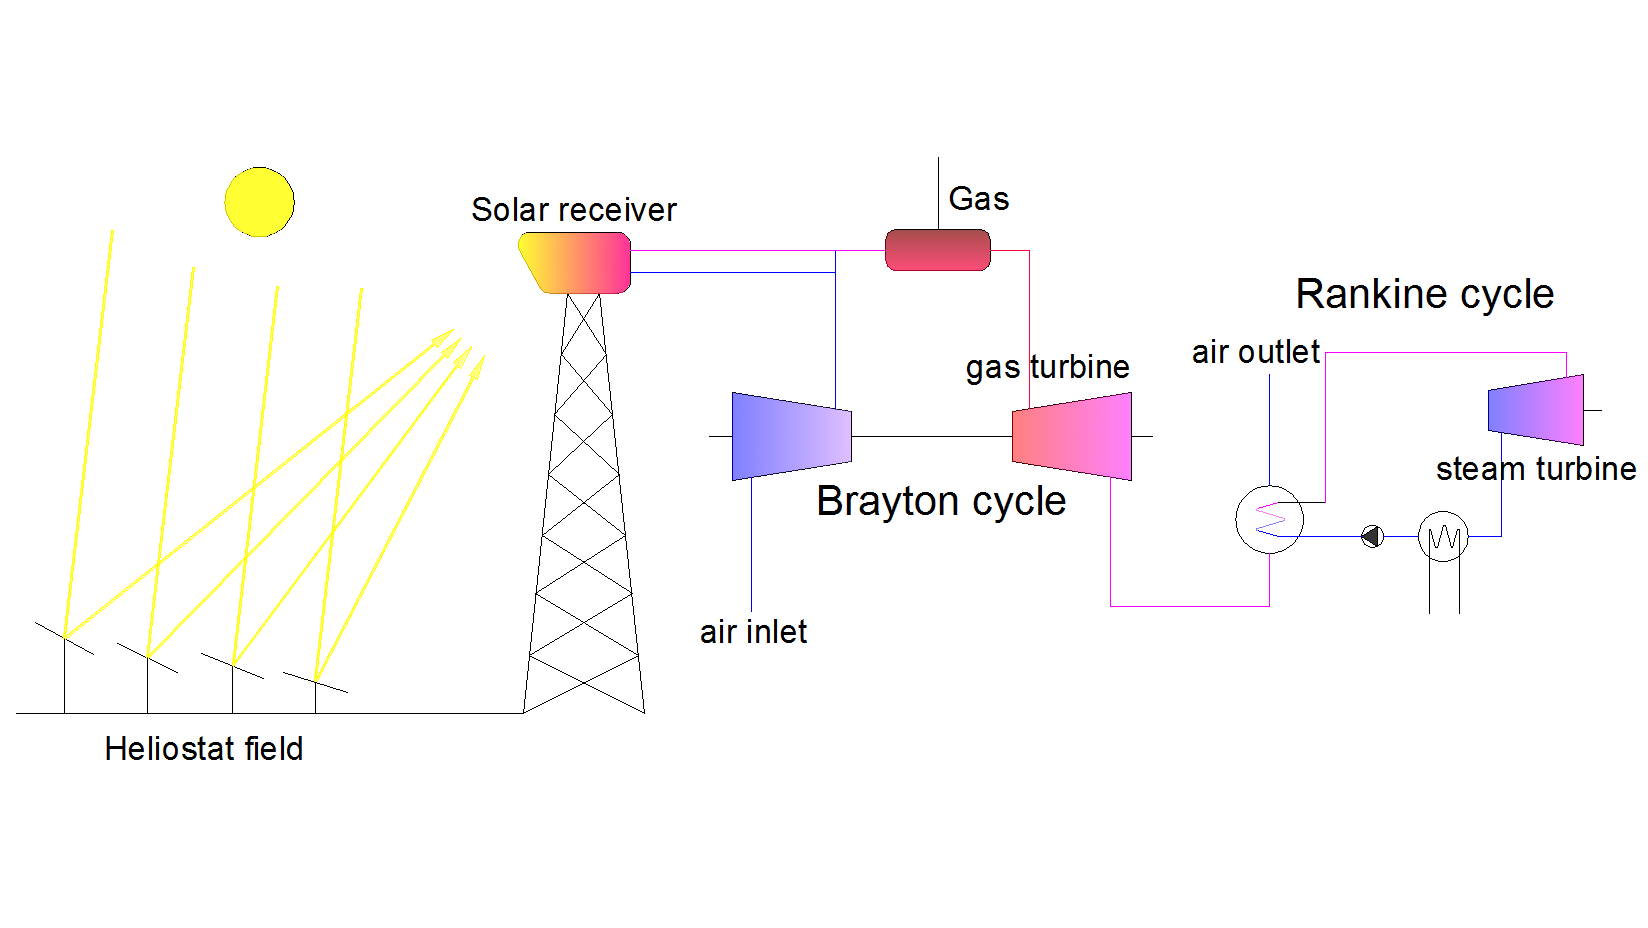 Solar receiver
Gas
Rankine cycle
air outlet
gas turbine
steam turbine
Brayton cycle
air inlet
Heliostat field